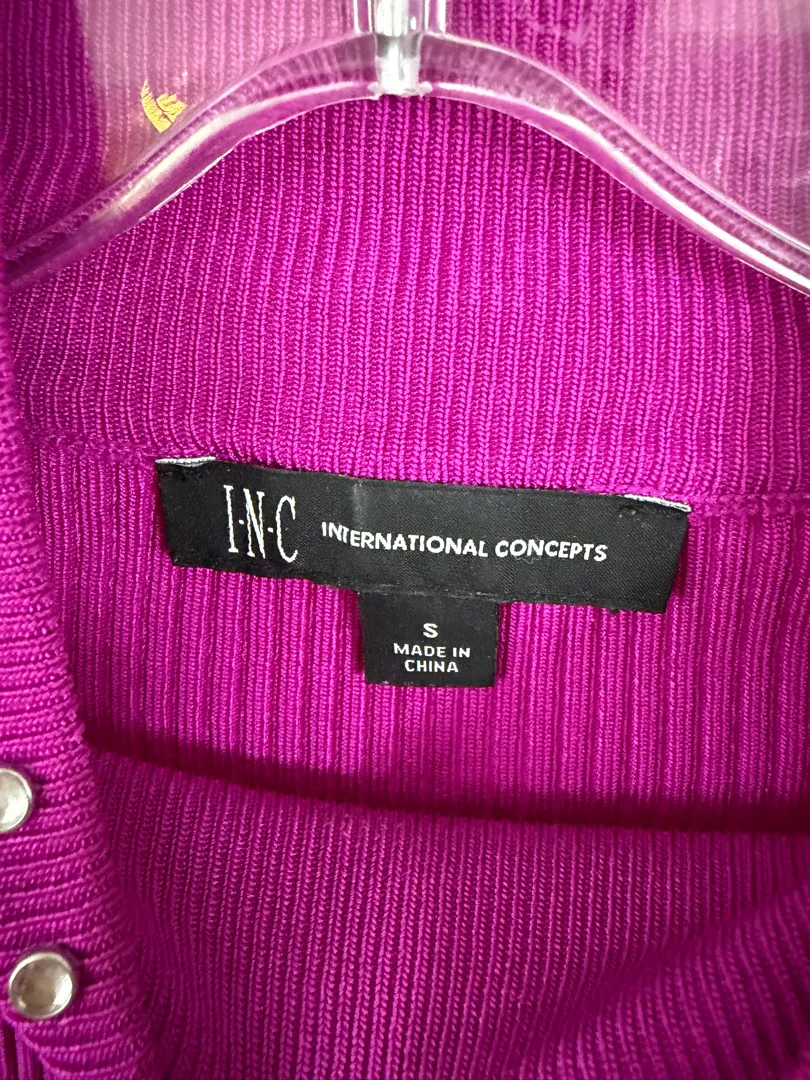 I·N·C INTERNATIONAL CONCEPTS
S
MADE IN
CHINA